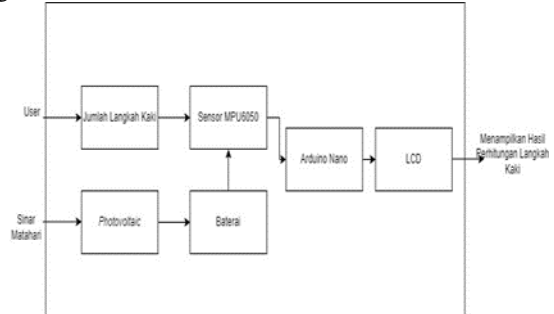 User
Jumlah Langkah Kaki
Sensor MPU6050
Arduino Nano
LCD
Menampilkan Hasil
Perhitungan Langkah
Kaki
Sinar
Matahari
Photovoltaic
Baterai